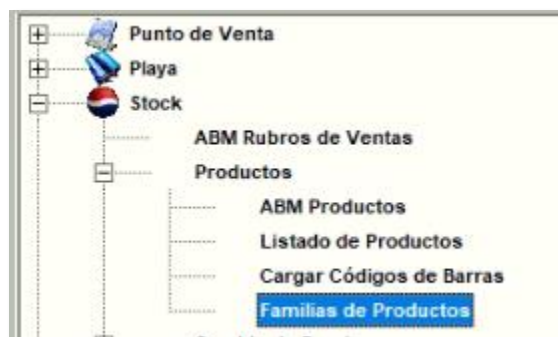 Punto de Venta
Playa
Stock
ABM Rubros de Ventas
Productos
ABM Productos
Listado de Productos
Cargar Códigos de Barras
Familias de Productos